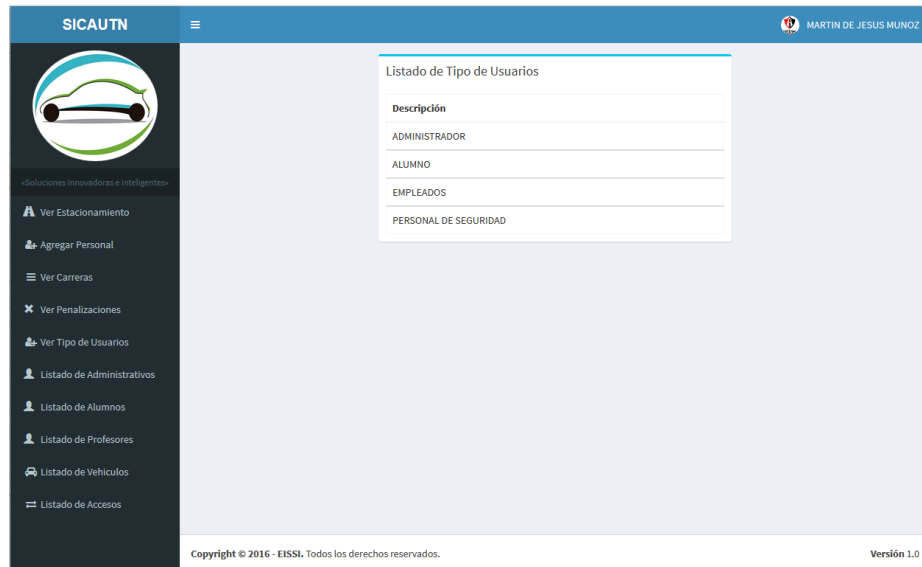 SICAUTN
MARTIN DE JESUS MUNOZ
«Soluciones Innovadoras e Inteligentes»
Ver Estacionamiento
Agregar Personal
Ver Carreras
Ver Penalizaciones
Ver Tipo de Usuarios
Listado de Administrativos
Listado de Alumnos
Listado de Profesores
Listado de Vehiculos
Listado de Accesos
Listado de Tipo de Usuarios
Descripción
ADMINISTRADOR
ALUMNO
EMPLEADOS
PERSONAL DE SEGURIDAD
Copyright © 2016 - EISSI. Todos los derechos reservados.
Versión 1.0